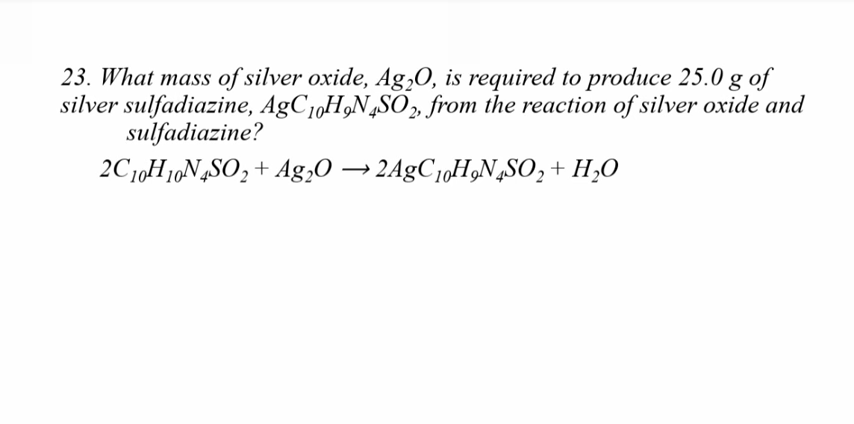 23. What mass of silver oxide, Ag₂O, is required to produce 25.0 g of
silver sulfadiazine, AgC₁₀H₉N₄SO₂, from the reaction of silver oxide and
sulfadiazine?
2C₁₀H₁₀N₄SO₂ + Ag₂O → 2AgC₁₀H₉N₄SO₂ + H₂O